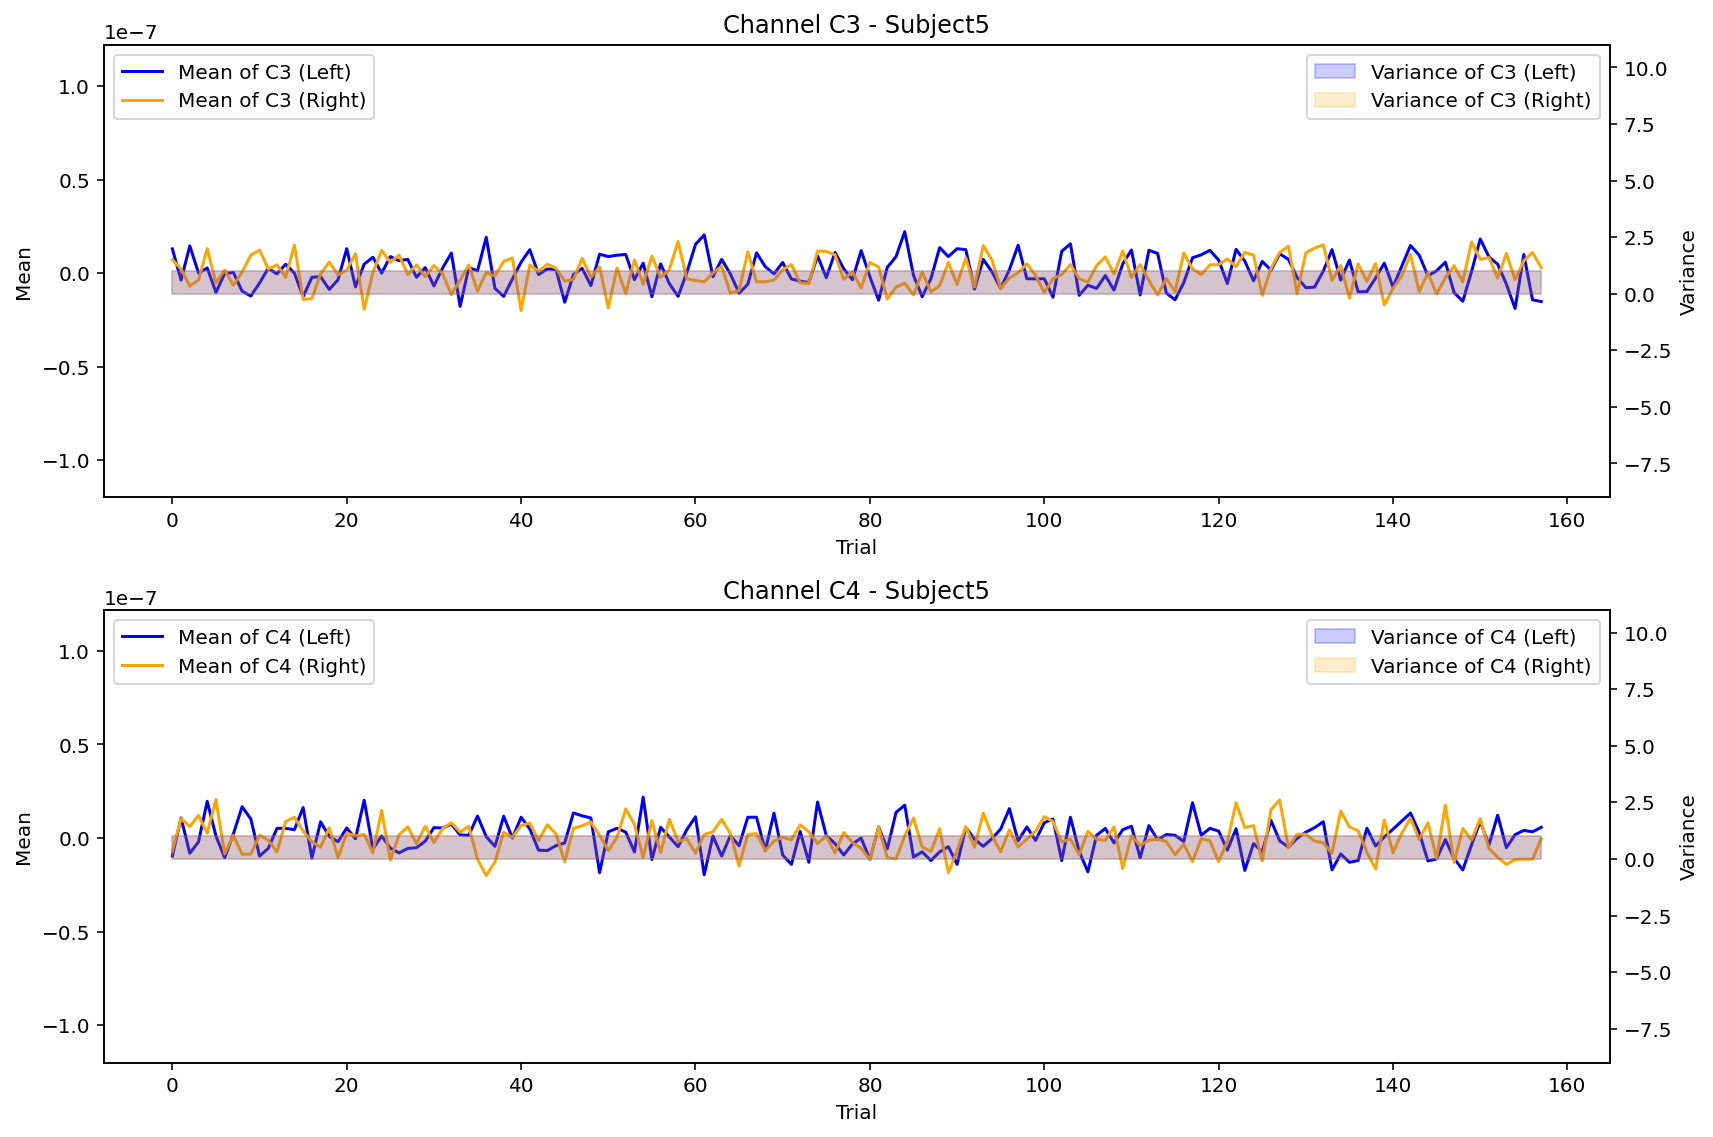 Channel C3 - Subject5
1e−7
Mean of C3 (Left)
Mean of C3 (Right)
Variance of C3 (Left)
Variance of C3 (Right)
1.0
0.5
0.0
−0.5
−1.0
Mean
10.0
7.5
5.0
2.5
0.0
−2.5
−5.0
−7.5
Variance
0 20 40 60 80 100 120 140 160
Trial
Channel C4 - Subject5
1e−7
Mean of C4 (Left)
Mean of C4 (Right)
Variance of C4 (Left)
Variance of C4 (Right)
1.0
0.5
0.0
−0.5
−1.0
Mean
10.0
7.5
5.0
2.5
0.0
−2.5
−5.0
−7.5
Variance
0 20 40 60 80 100 120 140 160
Trial